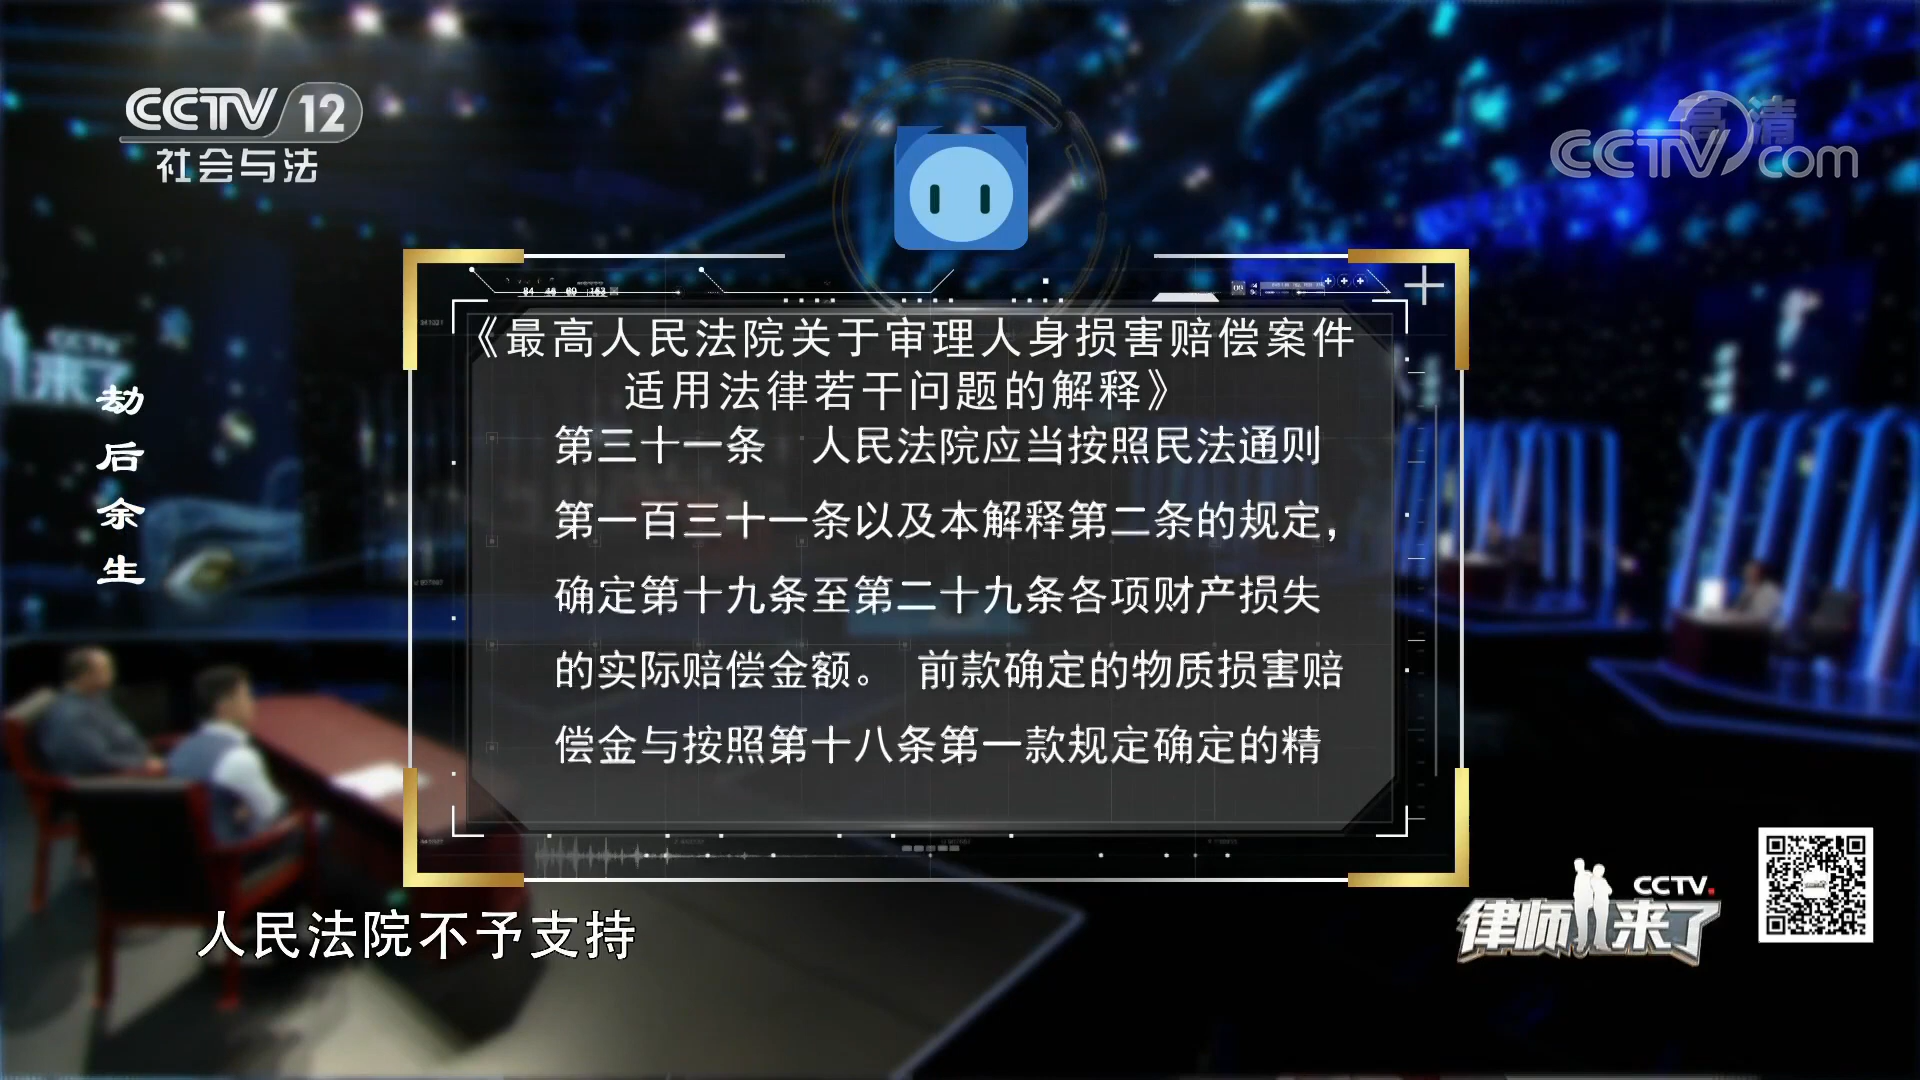 CCTV 12
社会与法
高清
CCTV com
劫后余生
《最高人民法院关于审理人身损害赔偿案件
适用法律若干问题的解释》
第三十一条 人民法院应当按照民法通则
第一百三十一条以及本解释第二条的规定，
确定第十九条至第二十九条各项财产损失
的实际赔偿金额。 前款确定的物质损害赔
偿金与按照第十八条第一款规定确定的精
人民法院不予支持
CCTV
律师来了